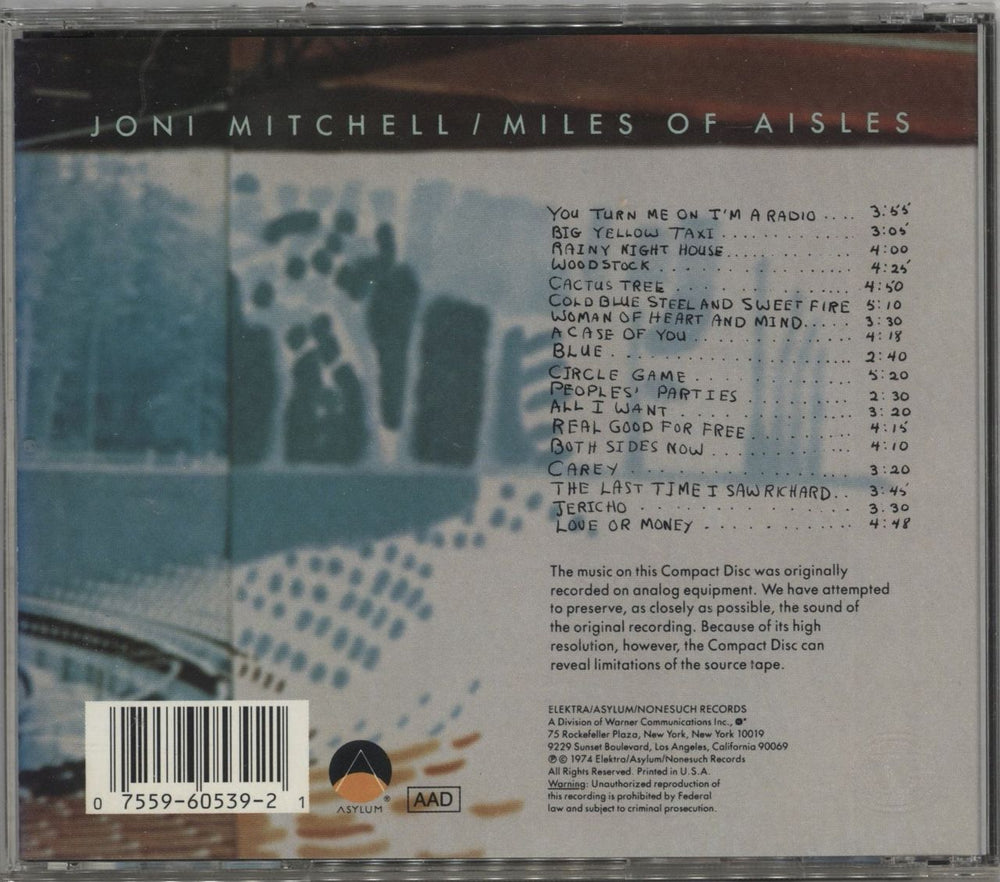 JONI MITCHELL / MILES OF AISLES
YOU TURN ME ON I'M A RADIO .... 3:55
BIG YELLOW TAXI ............ 3:05
RAINY NIGHT HOUSE........... 4:00
WOODSTOCK ................. 4:25
CACTUS TREE ............... 4:50
COLD BLUE STEEL AND SWEET FIRE 5:10
WOMAN OF HEART AND MIND..... 3:30
A CASE OF YOU .............. 4:18
BLUE ...................... 2:40
CIRCLE GAME ............... 5:20
PEOPLES' PARTIES ........... 2:30
ALL I WANT ................ 3:20
REAL GOOD FOR FREE ......... 4:15
BOTH SIDES NOW ............. 4:10
CAREY ..................... 3:20
THE LAST TIME I SAW RICHARD.. 3:45
JERICHO ................... 3:30
LOVE OR MONEY ............. 4:48
The music on this Compact Disc was originally
recorded on analog equipment. We have attempted
to preserve, as closely as possible, the sound of
the original recording. Because of its high
resolution, however, the Compact Disc can
reveal limitations of the source tape.
ELEKTRA/ASYLUM/NONESUCH RECORDS
A Division of Warner Communications Inc.,
75 Rockefeller Plaza, New York, New York 10019
9229 Sunset Boulevard, Los Angeles, California 90069
℗ © 1974 Elektra/Asylum/Nonesuch Records
All Rights Reserved. Printed in U.S.A.
Warning: Unauthorized reproduction of
this recording is prohibited by Federal
law and subject to criminal prosecution.
0 7559-60539-2 1
ASYLUM ®
AAD